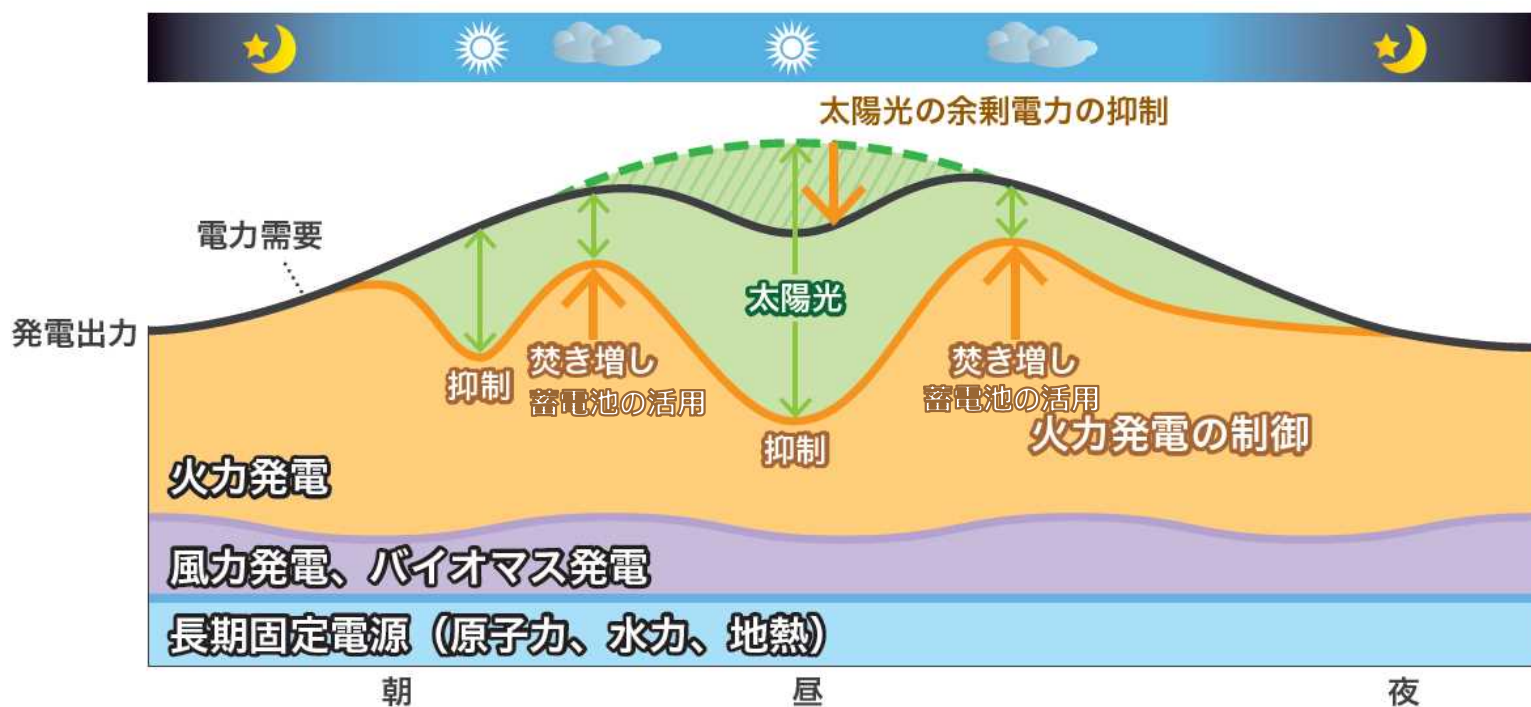 太陽光の余剰電力の抑制
電力需要
発電出力
太陽光
抑制
焚き増し
蓄電池の活用
抑制
焚き増し
蓄電池の活用
火力発電の制御
火力発電
風力発電、バイオマス発電
長期固定電源（原子力、水力、地熱）
朝
昼
夜